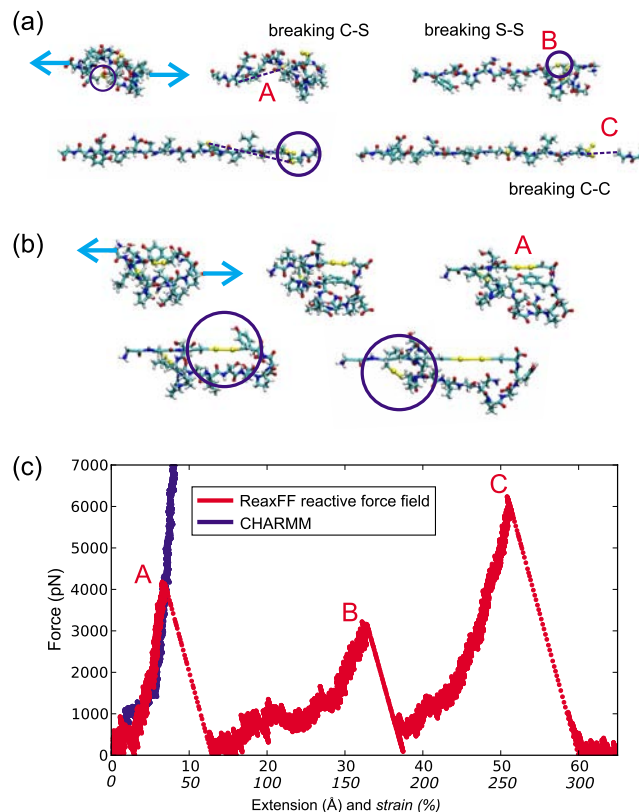 (a)
breaking C-S
breaking S-S
B
A
C
breaking C-C
(b)
A
(c)
7000
6000
5000
4000
3000
2000
1000
0
Force (pN)
ReaxFF reactive force field
CHARMM
A
B
C
0 10 20 30 40 50 60
0 50 100 150 200 250 300
Extension (Å) and strain (%)